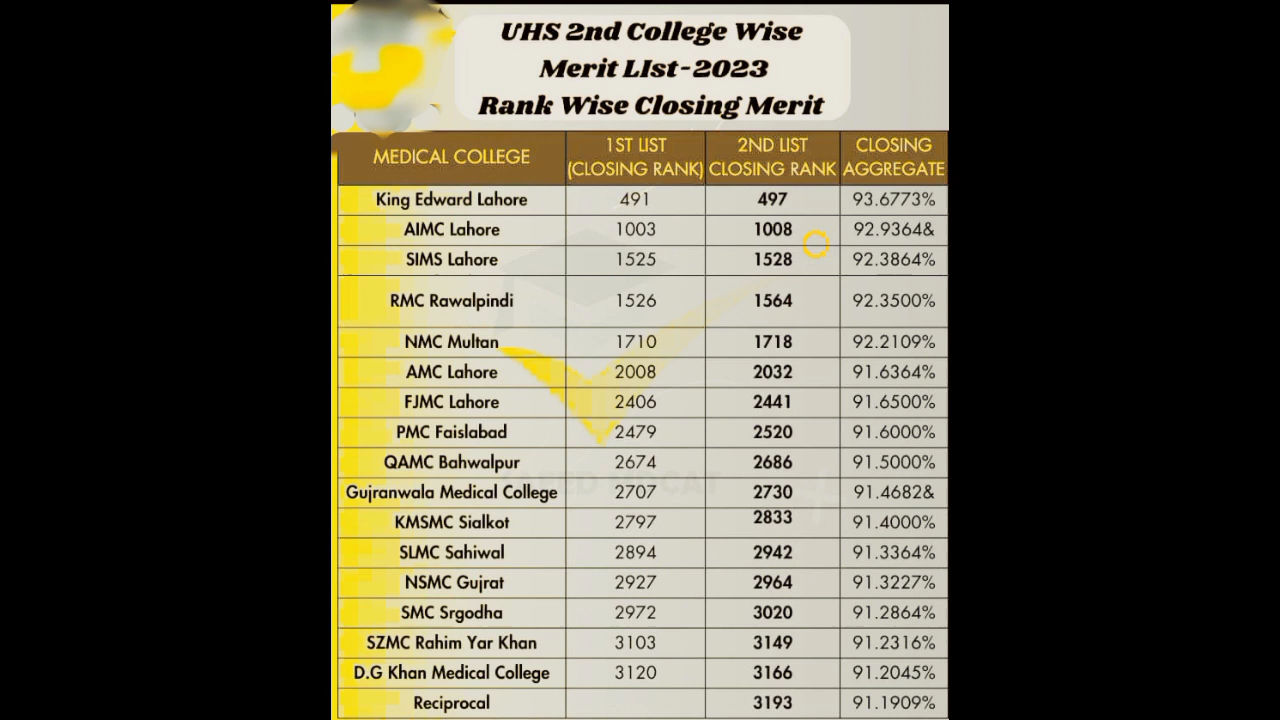 UHS 2nd College Wise
Merit LIst-2023
Rank Wise Closing Merit
MEDICAL COLLEGE 1ST LIST (CLOSING RANK) 2ND LIST CLOSING RANK CLOSING AGGREGATE
King Edward Lahore 491 497 93.6773%
AIMC Lahore 1003 1008 92.9364&
SIMS Lahore 1525 1528 92.3864%
RMC Rawalpindi 1526 1564 92.3500%
NMC Multan 1710 1718 92.2109%
AMC Lahore 2008 2032 91.6364%
FJMC Lahore 2406 2441 91.6500%
PMC Faislabad 2479 2520 91.6000%
QAMC Bahwalpur 2674 2686 91.5000%
Gujranwala Medical College 2707 2730 91.4682&
KMSMC Sialkot 2797 2833 91.4000%
SLMC Sahiwal 2894 2942 91.3364%
NSMC Gujrat 2927 2964 91.3227%
SMC Srgodha 2972 3020 91.2864%
SZMC Rahim Yar Khan 3103 3149 91.2316%
D.G Khan Medical College 3120 3166 91.2045%
Reciprocal 3193 91.1909%